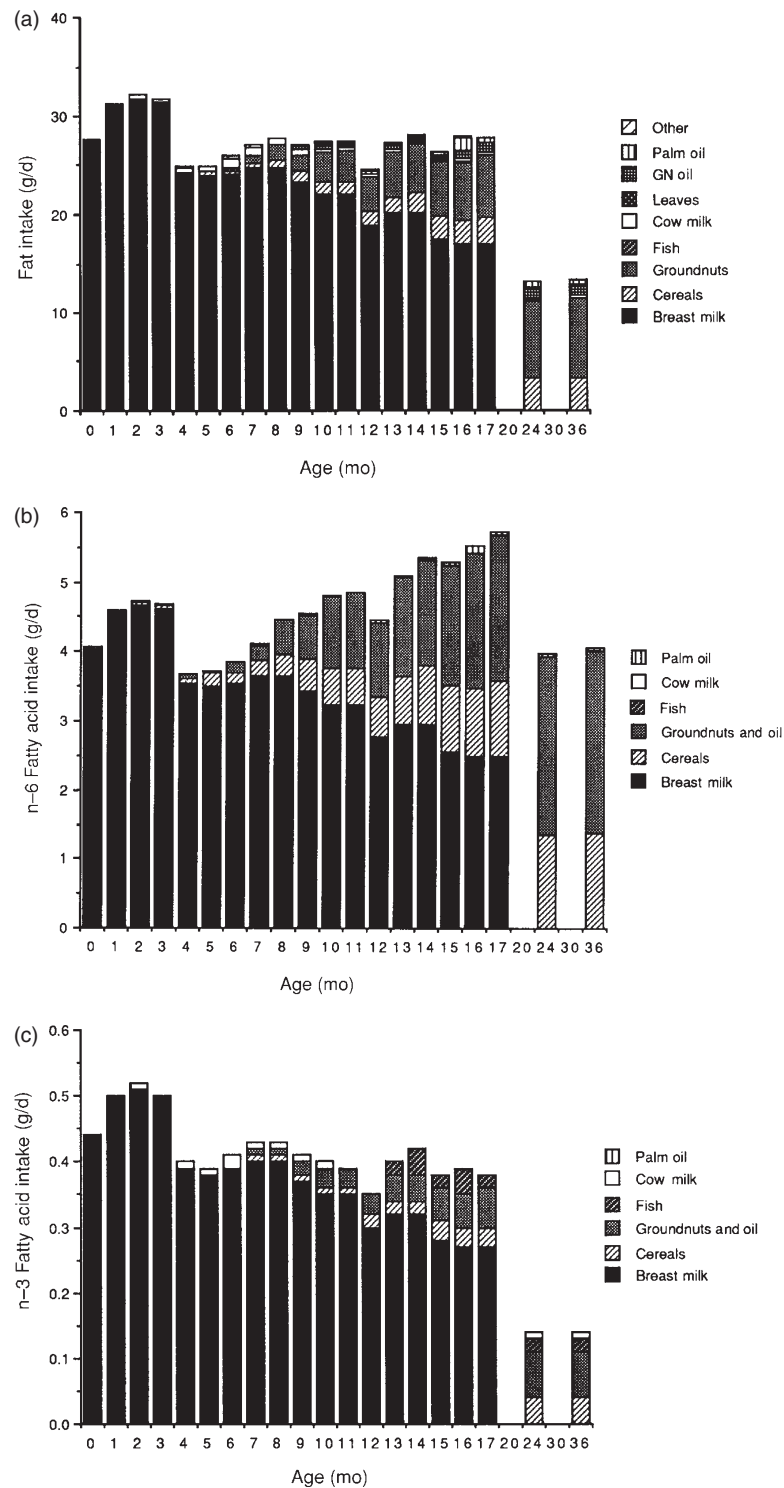 (a)
40
30
20
10
0
Fat intake (g/d)
0 1 2 3 4 5 6 7 8 9 10 11 12 13 14 15 16 17 20 24 30 36
Age (mo)
Other
Palm oil
GN oil
Leaves
Cow milk
Fish
Groundnuts
Cereals
Breast milk
(b)
6
5
4
3
2
1
0
n–6 Fatty acid intake (g/d)
0 1 2 3 4 5 6 7 8 9 10 11 12 13 14 15 16 17 20 24 30 36
Age (mo)
Palm oil
Cow milk
Fish
Groundnuts and oil
Cereals
Breast milk
(c)
0.6
0.5
0.4
0.3
0.2
0.1
0.0
n–3 Fatty acid intake (g/d)
0 1 2 3 4 5 6 7 8 9 10 11 12 13 14 15 16 17 20 24 30 36
Age (mo)
Palm oil
Cow milk
Fish
Groundnuts and oil
Cereals
Breast milk